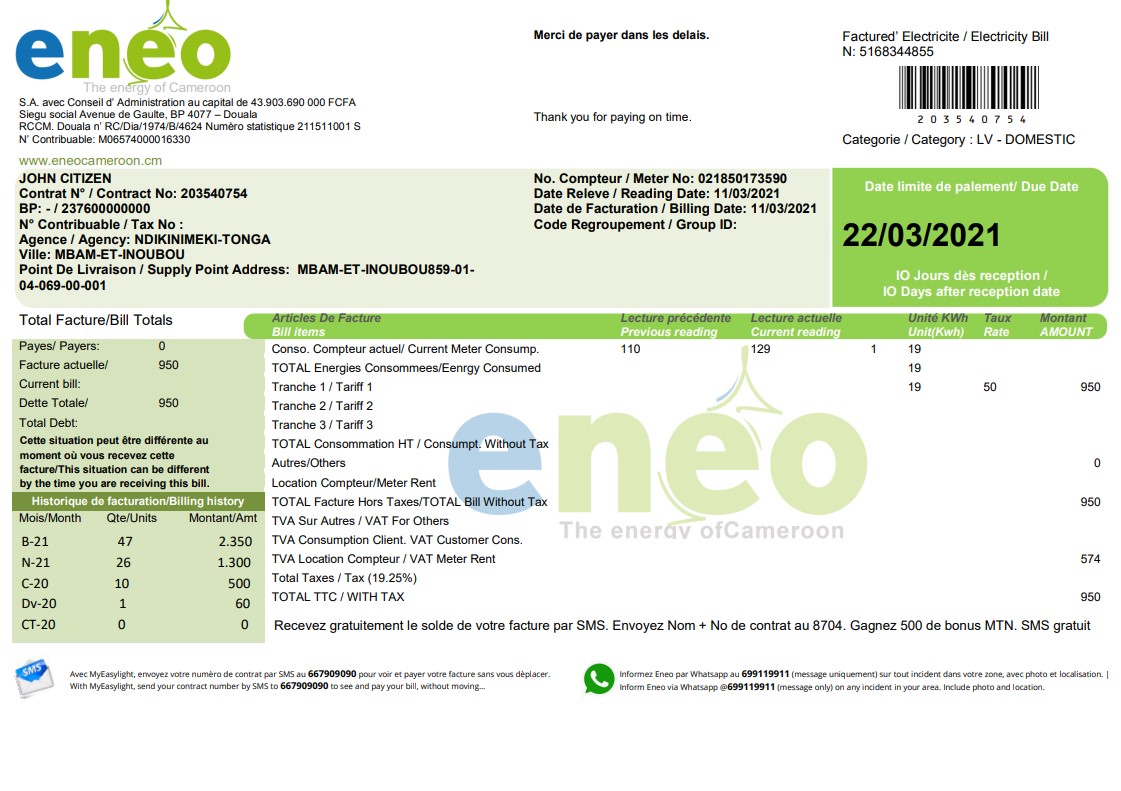 eneo
The energy of Cameroon
S.A. avec Conseil d' Administration au capital de 43.903.690 000 FCFA
Siegu social Avenue de Gaulte, BP 4077 – Douala
RCCM. Douala n' RC/Dia/1974/B/4624 Numèro statistique 211511001 S
N' Contribuable: M06574000016330
www.eneocameroon.cm
Merci de payer dans les delais.
Thank you for paying on time.
Factured' Electricite / Electricity Bill
N: 5168344855
2 0 3 5 4 0 7 5 4
Categorie / Category : LV - DOMESTIC
JOHN CITIZEN
Contrat N° / Contract No: 203540754
BP: - / 237600000000
N° Contribuable / Tax No :
Agence / Agency: NDIKINIMEKI-TONGA
Ville: MBAM-ET-INOUBOU
Point De Livraison / Supply Point Address: MBAM-ET-INOUBOU859-01-
04-069-00-001
No. Compteur / Meter No: 021850173590
Date Releve / Reading Date: 11/03/2021
Date de Facturation / Billing Date: 11/03/2021
Code Regroupement / Group ID:
Date limite de palement/ Due Date
22/03/2021
IO Jours dès reception /
IO Days after reception date
Total Facture/Bill Totals
Payes/ Payers: 0
Facture actuelle/ 950
Current bill:
Dette Totale/ 950
Total Debt:
Cette situation peut être différente au
moment où vous recevez cette
facture/This situation can be different
by the time you are receiving this bill.
Historique de facturation/Billing history
Mois/Month Qte/Units Montant/Amt
B-21 47 2.350
N-21 26 1.300
C-20 10 500
Dv-20 1 60
CT-20 0 0
Articles De Facture Lecture précédente Lecture actuelle Unité KWh Taux Montant
Bill items Previous reading Current reading Unit(Kwh) Rate AMOUNT
Conso. Compteur actuel/ Current Meter Consump. 110 129 1 19
TOTAL Energies Consommees/Eenrgy Consumed 19
Tranche 1 / Tariff 1 19 50 950
Tranche 2 / Tariff 2
Tranche 3 / Tariff 3
TOTAL Consommation HT / Consumpt. Without Tax
Autres/Others 0
Location Compteur/Meter Rent
TOTAL Facture Hors Taxes/TOTAL Bill Without Tax 950
TVA Sur Autres / VAT For Others
TVA Consumption Client. VAT Customer Cons.
TVA Location Compteur / VAT Meter Rent 574
Total Taxes / Tax (19.25%)
TOTAL TTC / WITH TAX 950
eneo
The energy ofCameroon
Recevez gratuitement le solde de votre facture par SMS. Envoyez Nom + No de contrat au 8704. Gagnez 500 de bonus MTN. SMS gratuit
SMS
Avec MyEasylight, envoyez votre numèro de contrat par SMS au 667909090 pour voir et payer votre facture sans vous déplacer.
With MyEasylight, send your contract number by SMS to 667909090 to see and pay your bill, without moving...
Informez Eneo par Whatsapp au 699119911 (message uniquement) sur tout incident dans votre zone, avec photo et localisation. |
Inform Eneo via Whatsapp @699119911 (message only) on any incident in your area. Include photo and location.